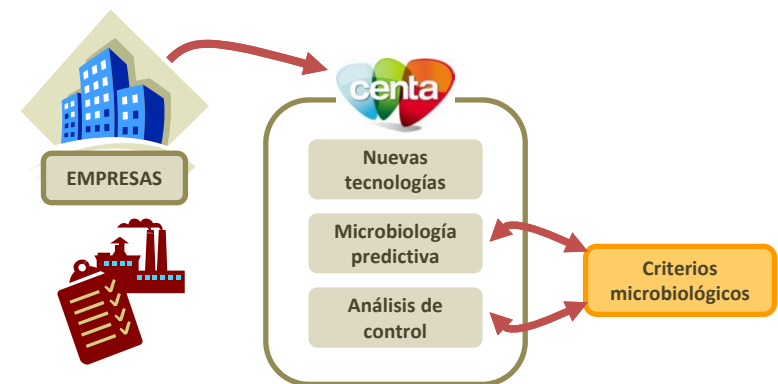 centa
EMPRESAS
Nuevas
tecnologías
Microbiología
predictiva
Análisis de
control
Criterios
microbiológicos